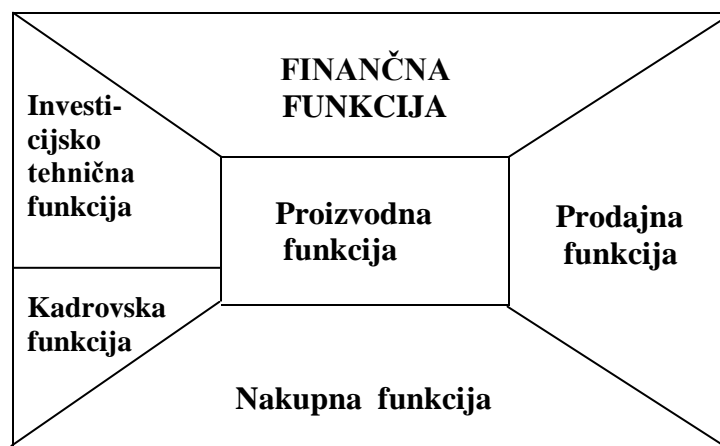 FINANČNA
FUNKCIJA
Investi-
cijsko
tehnična
funkcija
Proizvodna
funkcija
Prodajna
funkcija
Kadrovska
funkcija
Nakupna funkcija